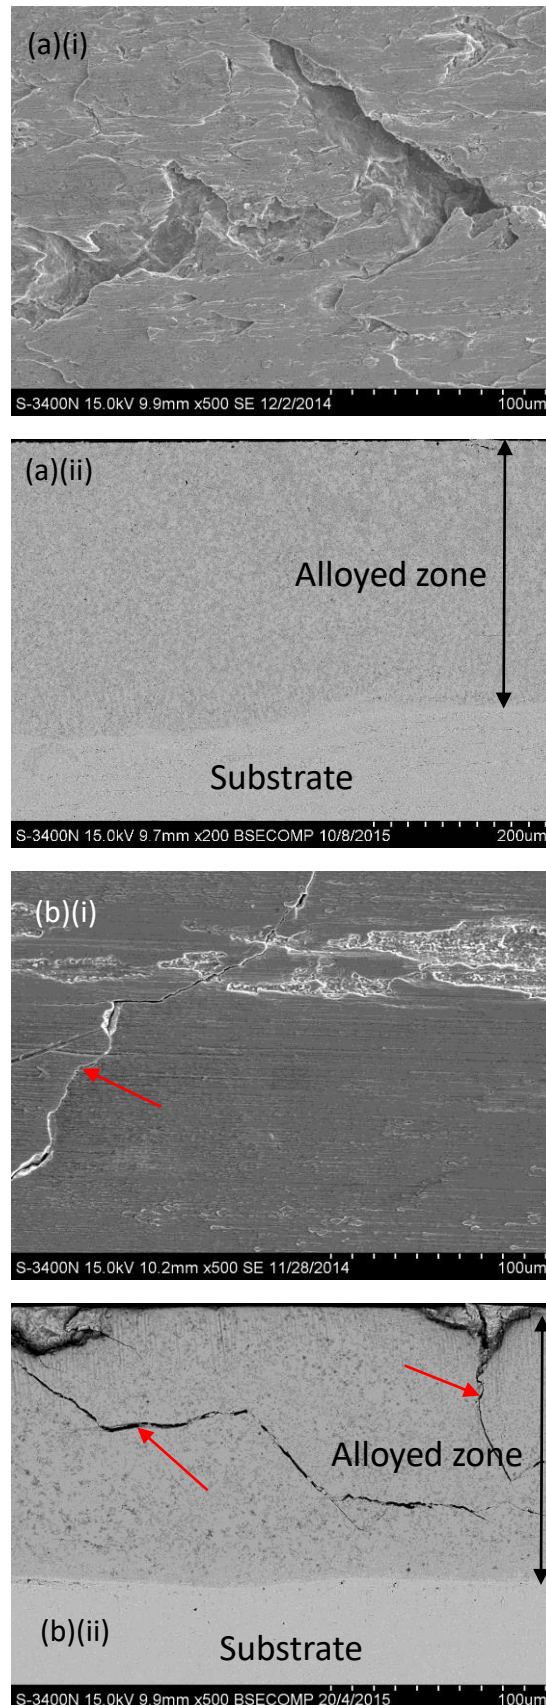 (a)(i)
S-3400N 15.0kV 9.9mm x500 SE 12/2/2014 100um
(a)(ii)
Alloyed zone
Substrate
S-3400N 15.0kV 9.7mm x200 BSECOMP 10/8/2015 200um
(b)(i)
S-3400N 15.0kV 10.2mm x500 SE 11/28/2014 100um
Alloyed zone
(b)(ii)
Substrate
S-3400N 15.0kV 9.9mm x500 BSECOMP 20/4/2015 100um